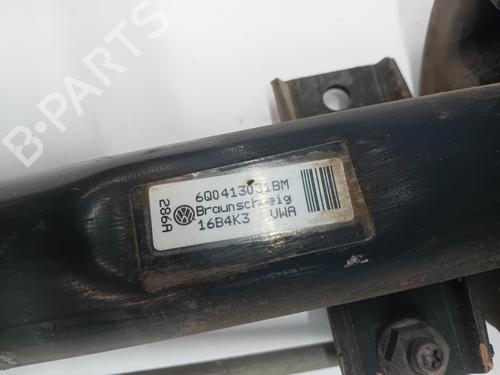 B-PARTS
286A
6Q0413031BM
Braunschweig
16B4K3 VWA